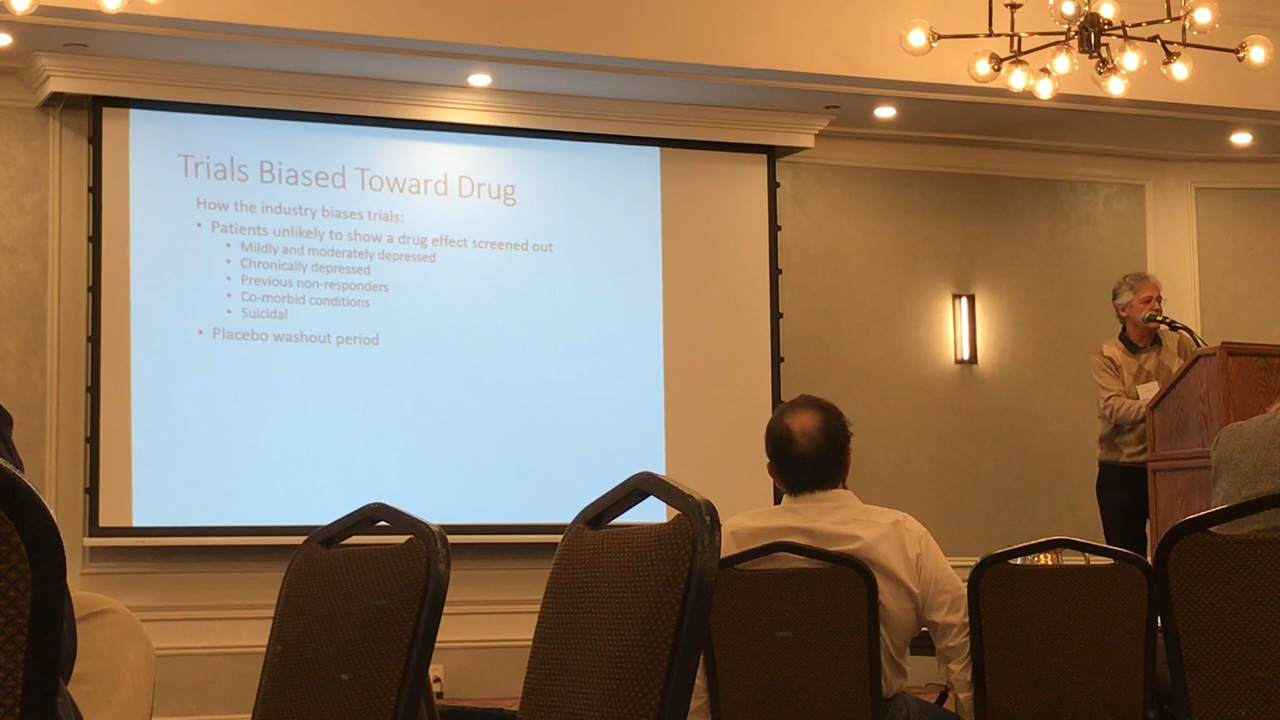 Trials Biased Toward Drug
How the industry biases trials:
• Patients unlikely to show a drug effect screened out
• Mildly and moderately depressed
• Chronically depressed
• Previous non-responders
• Co-morbid conditions
• Suicidal
• Placebo washout period